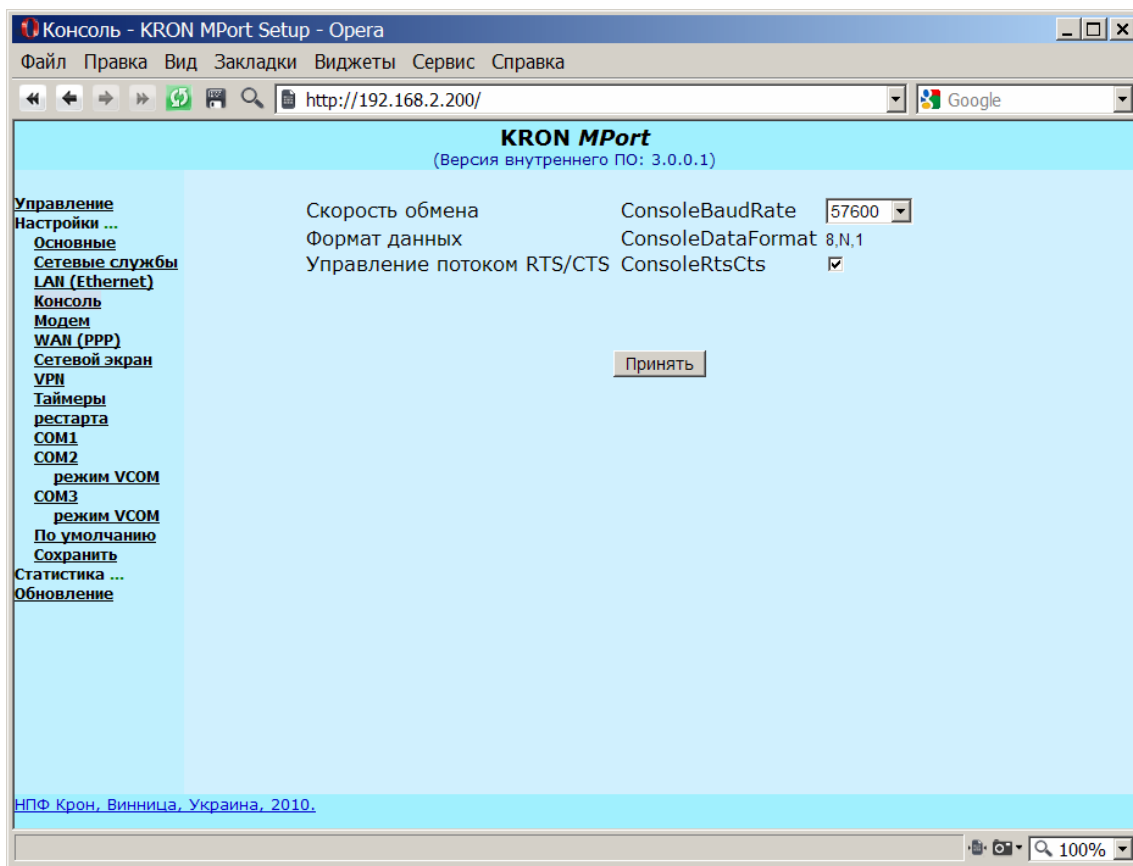 Консоль - KRON MPort Setup - Opera
Файл Правка Вид Закладки Виджеты Сервис Справка
http://192.168.2.200/ Google
KRON MPort
(Версия внутреннего ПО: 3.0.0.1)
Управление
Настройки ...
Основные
Сетевые службы
LAN (Ethernet)
Консоль
Модем
WAN (PPP)
Сетевой экран
VPN
Таймеры
рестарта
COM1
COM2
режим VCOM
COM3
режим VCOM
По умолчанию
Сохранить
Статистика ...
Обновление
Скорость обмена ConsoleBaudRate 57600
Формат данных ConsoleDataFormat 8,N,1
Управление потоком RTS/CTS ConsoleRtsCts
Принять
НПФ Крон, Винница, Украина, 2010.
100%